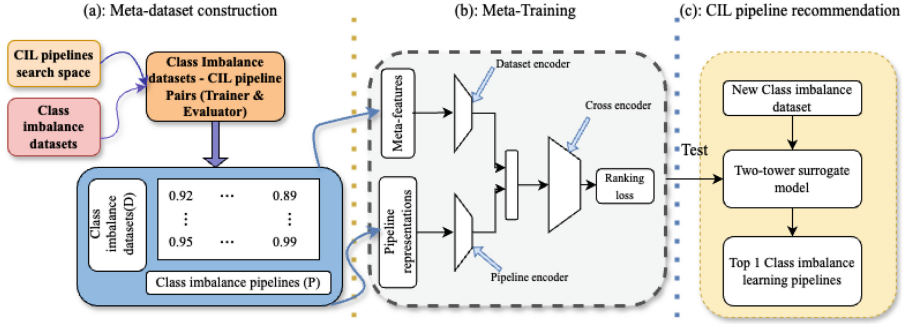 (a): Meta-dataset construction
CIL pipelines
search space
Class
imbalance
datasets
Class Imbalance
datasets - CIL pipeline
Pairs (Trainer &
Evaluator)
Class
imbalance
datasets(D)
0.92 ... 0.89
⋮ ⋮
0.95 ... 0.99
Class imbalance pipelines (P)
(b): Meta-Training
Meta-features
Pipeline
representations
Dataset encoder
Pipeline encoder
Cross encoder
Ranking
loss
(c): CIL pipeline recommendation
Test
New Class imbalance
dataset
Two-tower surrogate
model
Top 1 Class imbalance
learning pipelines